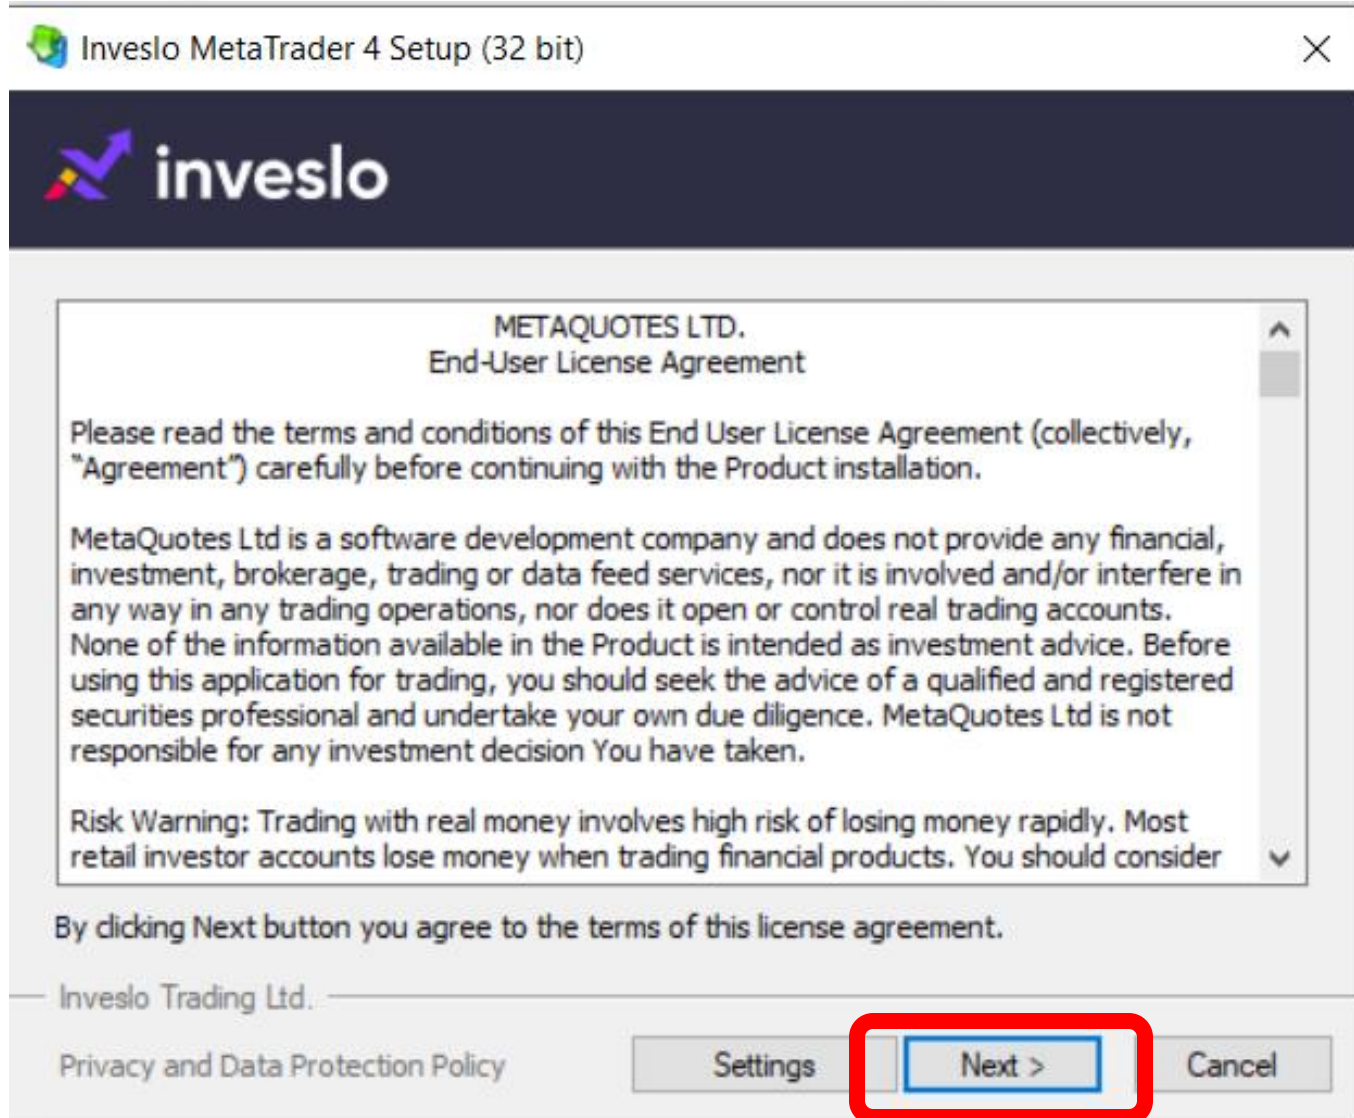 Inveslo MetaTrader 4 Setup (32 bit)
inveslo
METAQUOTES LTD.
End-User License Agreement
Please read the terms and conditions of this End User License Agreement (collectively,
“Agreement”) carefully before continuing with the Product installation.
MetaQuotes Ltd is a software development company and does not provide any financial,
investment, brokerage, trading or data feed services, nor it is involved and/or interfere in
any way in any trading operations, nor does it open or control real trading accounts.
None of the information available in the Product is intended as investment advice. Before
using this application for trading, you should seek the advice of a qualified and registered
securities professional and undertake your own due diligence. MetaQuotes Ltd is not
responsible for any investment decision You have taken.
Risk Warning: Trading with real money involves high risk of losing money rapidly. Most
retail investor accounts lose money when trading financial products. You should consider
By clicking Next button you agree to the terms of this license agreement.
Inveslo Trading Ltd.
Privacy and Data Protection Policy Settings Next > Cancel